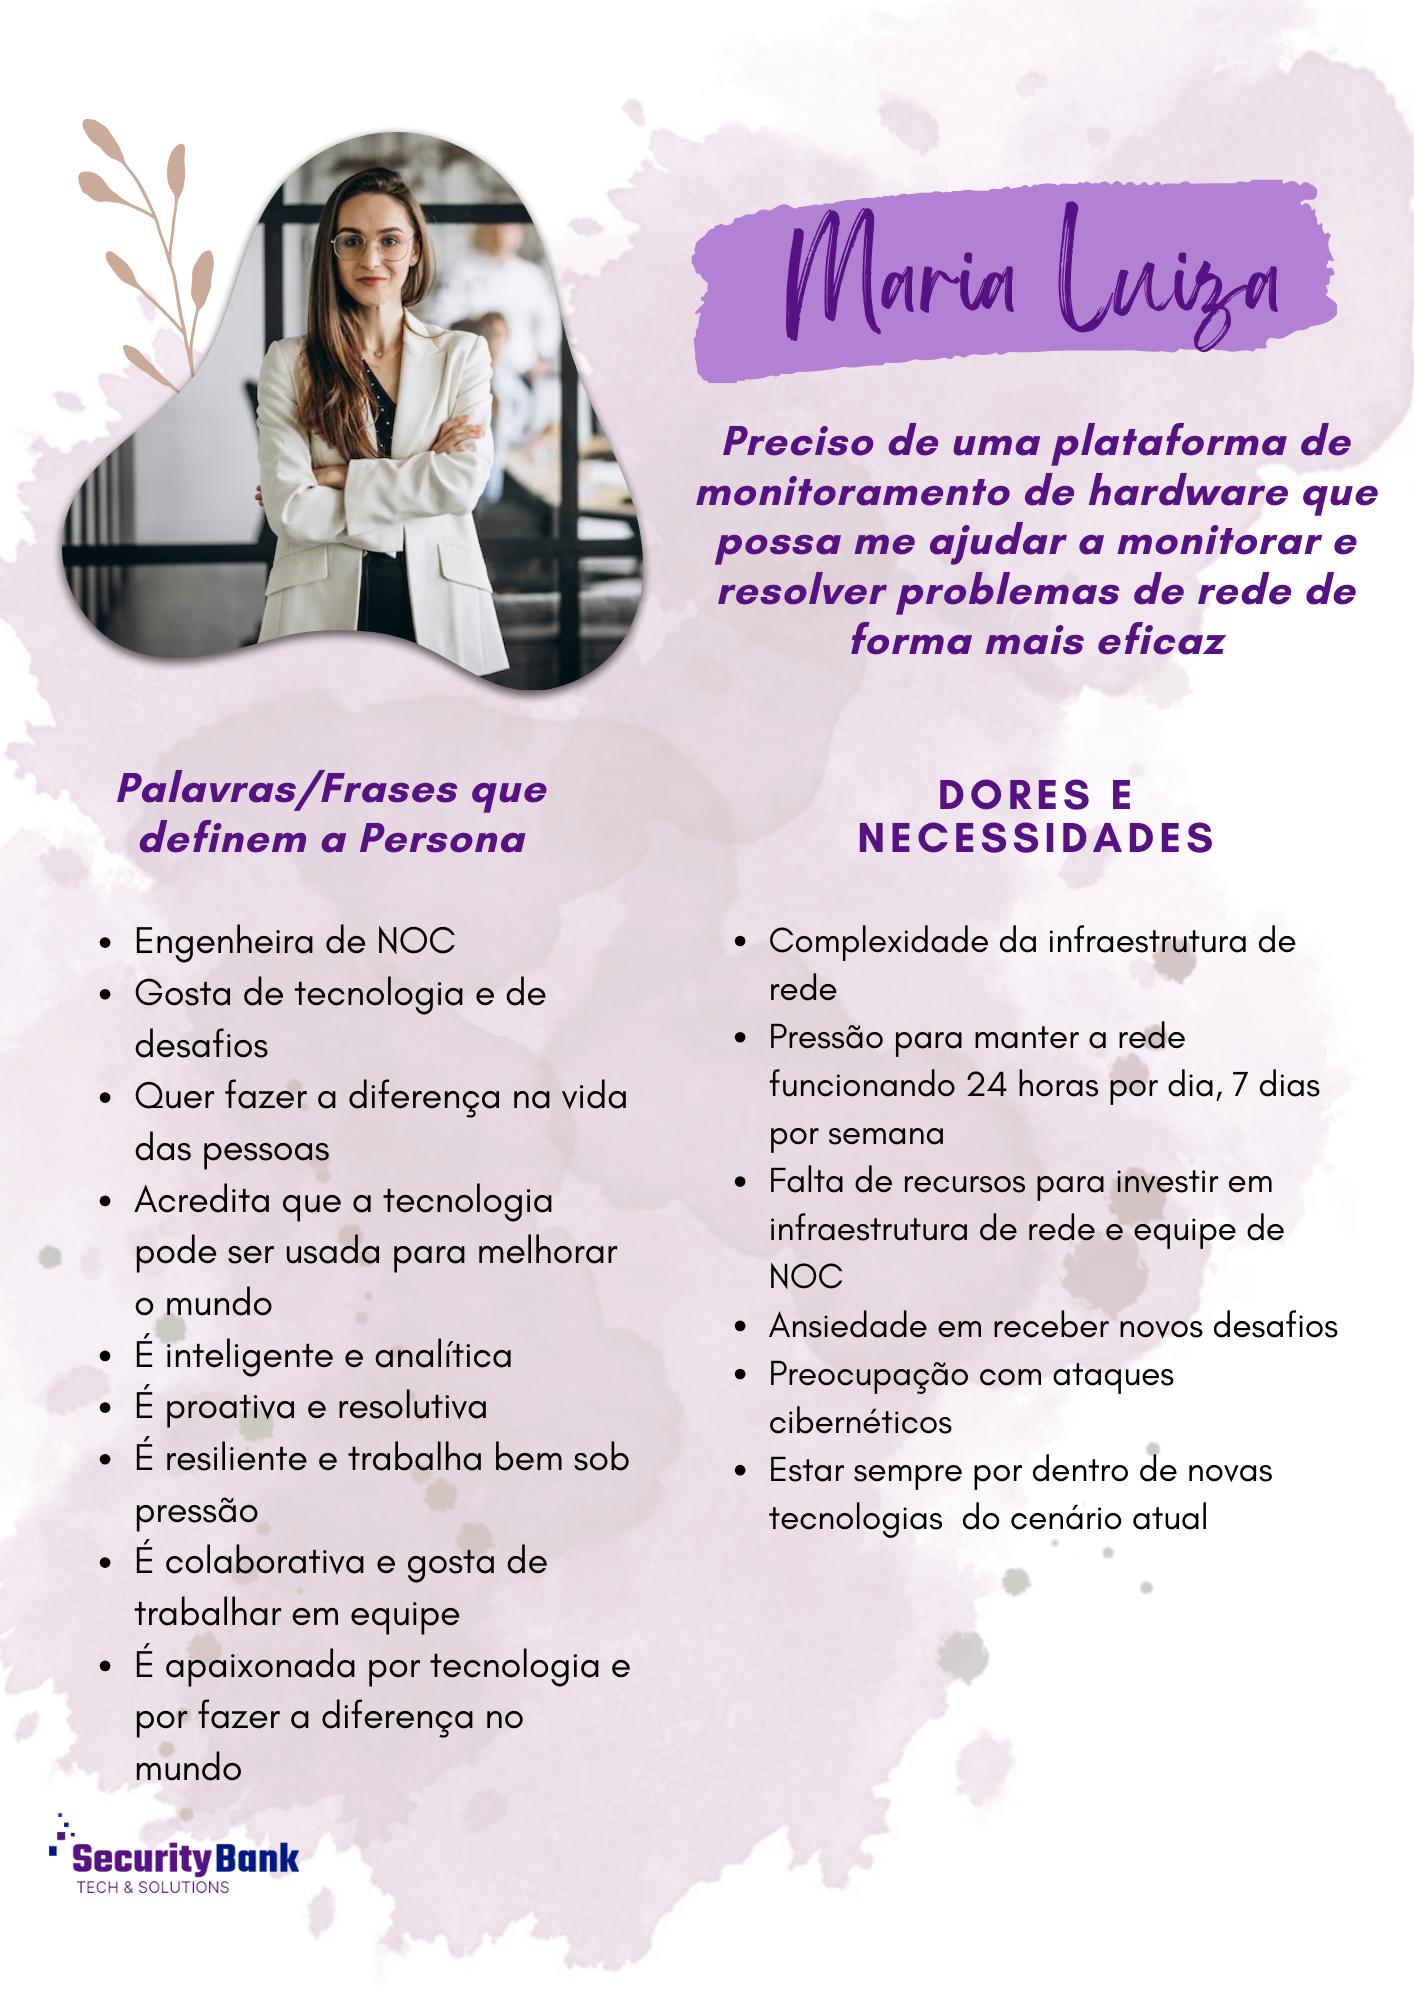 Maria Luiza
Preciso de uma plataforma de
monitoramento de hardware que
possa me ajudar a monitorar e
resolver problemas de rede de
forma mais eficaz
Palavras/Frases que
definem a Persona
• Engenheira de NOC
• Gosta de tecnologia e de
desafios
• Quer fazer a diferença na vida
das pessoas
• Acredita que a tecnologia
pode ser usada para melhorar
o mundo
• É inteligente e analítica
• É proativa e resolutiva
• É resiliente e trabalha bem sob
pressão
• É colaborativa e gosta de
trabalhar em equipe
• É apaixonada por tecnologia e
por fazer a diferença no
mundo
DORES E
NECESSIDADES
• Complexidade da infraestrutura de
rede
• Pressão para manter a rede
funcionando 24 horas por dia, 7 dias
por semana
• Falta de recursos para investir em
infraestrutura de rede e equipe de
NOC
• Ansiedade em receber novos desafios
• Preocupação com ataques
cibernéticos
• Estar sempre por dentro de novas
tecnologias  do cenário atual
SecurityBank
TECH & SOLUTIONS